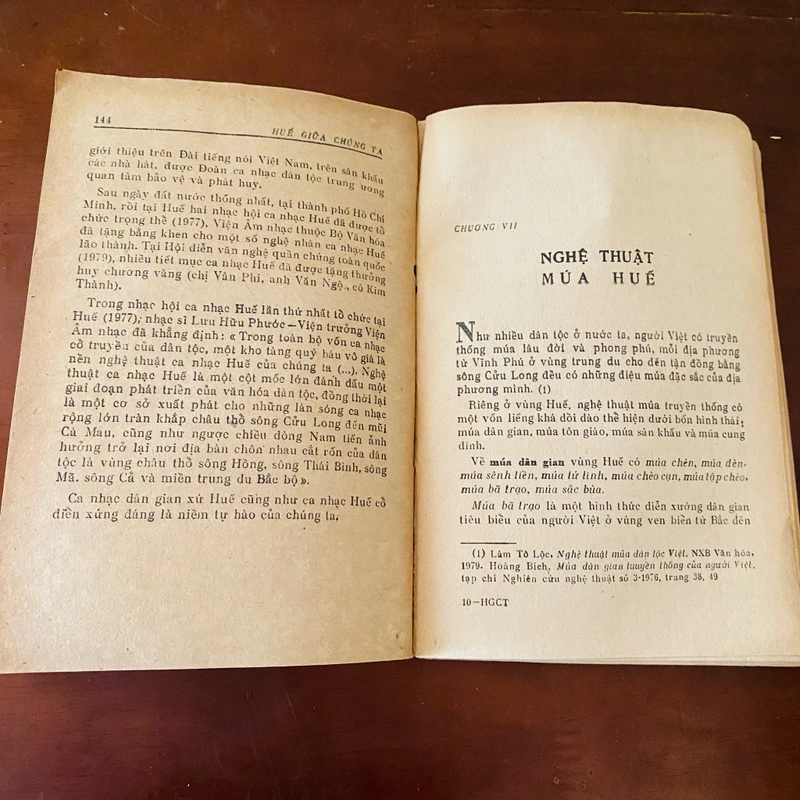 144
HUẾ GIỮA CHÚNG TA
giới thiệu trên Đài tiếng nói Việt Nam, trên sân khấu
các nhà hát, được Đoàn ca nhạc dân tộc trung ương
quan tâm bảo vệ và phát huy.
Sau ngày đất nước thống nhất, tại thành phố Hồ Chí
Minh, rồi tại Huế hai nhạc hội ca nhạc Huế đã được tổ
chức trọng thể (1977), Viện Âm nhạc thuộc Bộ Văn hóa
đã tặng bằng khen cho một số nghệ nhân ca nhạc Huế
lão thành. Tại Hội diễn văn nghệ quần chúng toàn quốc
(1979), nhiều tiết mục ca nhạc Huế đã được tặng thưởng
huy chương vàng (chị Vân Phi, anh Văn Ngộ, cô Kim
Thành).
Trong nhạc hội ca nhạc Huế lần thứ nhất tổ chức tại
Huế (1977), nhạc sĩ Lưu Hữu Phước — Viện trưởng Viện
Âm nhạc đã khẳng định: « Trong toàn bộ vốn ca nhạc
cổ truyền của dân tộc, một kho tàng quý báu vô giá là
nền nghệ thuật ca nhạc Huế của chúng ta (...). Nghệ
thuật ca nhạc Huế là một cột mốc lớn đánh dấu một
giai đoạn phát triển của văn hóa dân tộc, đồng thời lại
là một cơ sở xuất phát cho những làn sóng ca nhạc
rộng lớn tràn khắp châu thổ sông Cửu Long đến mũi
Cà Mau, cũng như ngược chiều dòng Nam tiến ảnh
hưởng trở lại nơi địa bàn chôn nhau cắt rốn của dân
tộc là vùng châu thổ sông Hồng, sông Thái Bình, sông
Mã, sông Cả và miền trung du Bắc bộ ».
Ca nhạc dân gian xứ Huế cũng như ca nhạc Huế cổ
điển xứng đáng là niềm tự hào của chúng ta.
CHƯƠNG VII
NGHỆ THUẬT
MÚA HUẾ
Như nhiều dân tộc ở nước ta, người Việt có truyền
thống múa lâu đời và phong phú, mỗi địa phương
từ Vĩnh Phú ở vùng trung du cho đến tận đồng bằng
sông Cửu Long đều có những điệu múa đặc sắc của địa
phương mình. (1)
Riêng ở vùng Huế, nghệ thuật múa truyền thống có
một vốn liếng khá dồi dào thể hiện dưới bốn hình thái:
múa dân gian, múa tôn giáo, múa sân khấu và múa cung
đình.
Về múa dân gian vùng Huế có múa chén, múa đèn,
múa sênh tiền, múa tứ linh, múa chèo cạn, múa tập chèo,
múa bã trạo, múa sắc bùa.
Múa bã trạo là một hình thức diễn xướng dân gian
tiêu biểu của người Việt ở vùng ven biển từ Bắc đến
(1) Lâm Tô Lộc, Nghệ thuật múa dân tộc Việt, NXB Văn hóa,
1979. Hoàng Bích, Múa dân gian truyền thống của người Việt,
tạp chí Nghiên cứu nghệ thuật số 3-1976, trang 38, 49
10—HGCT